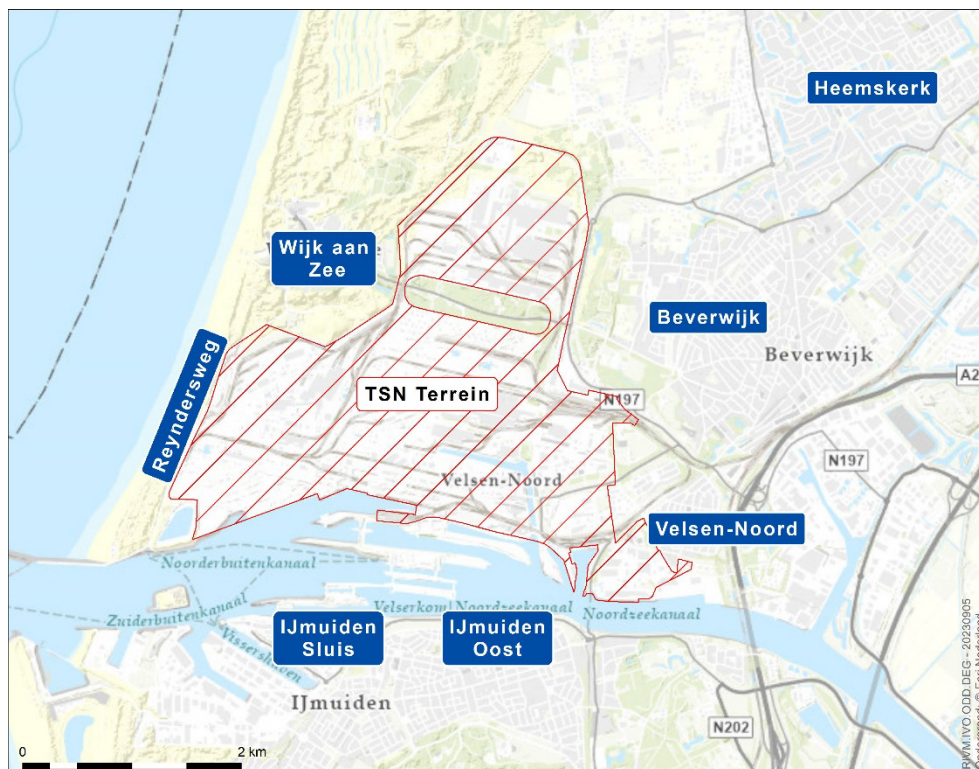 Heemskerk
Wijk aan
Zee
Beverwijk
Beverwijk
A2
Reyndersweg
TSN Terrein
N197
N197
Velsen-Noord
Velsen-Noord
Noorderbuitenkanaal
Zuiderbuitenkanaal
Velserkom
Noordzeekanaal
Noordzeekanaal
Vissershaven
IJmuiden
Sluis
IJmuiden
Oost
IJmuiden
N202
0
2 km
RIVM.IVO ODD.DEG - 20230905